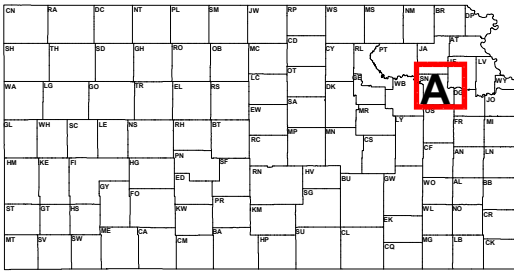 CN RA DC NT PL SM JW RP WS MS NM BR DP
CD AT
SH TH SD GH RO OB MC CY RL PT JA JF LV
OT GE SN WY
WA LG GO TR EL RS LC DK WB A DG JO
SA MR OS
EW LY
GL WH SC LE NS RH BT FR MI
RC MP MN CS
CF
PN AN LN
HM KE FI HG SF RN HV
ED BU GW
GY SG WO AL BB
FO
PR
ST GT HS KW KM WL NO
EK CR
MT SV SW ME CA CM BA HP SU CL MG LB CK
CQ